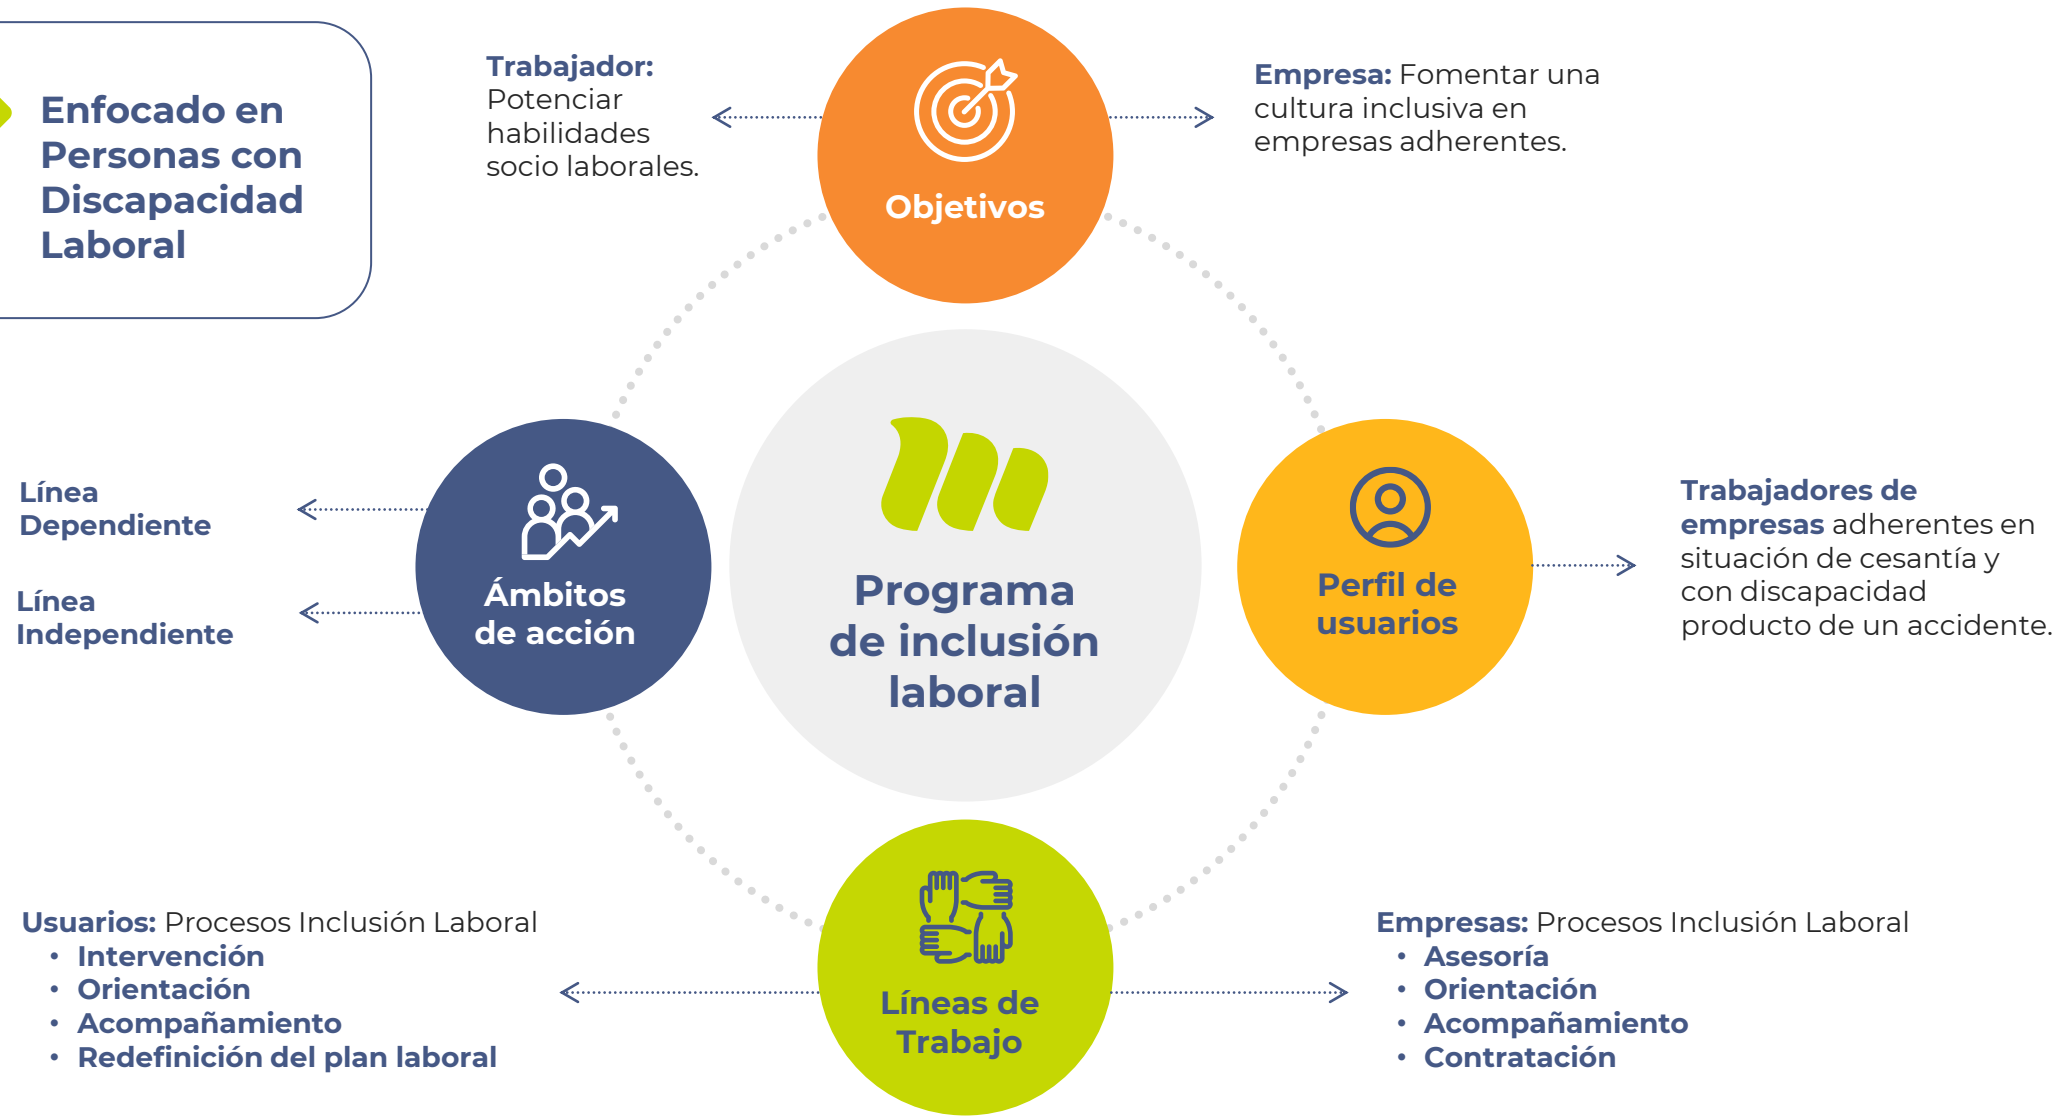 Enfocado en
Personas con
Discapacidad
Laboral
Trabajador:
Potenciar
habilidades
socio laborales.
Objetivos
Empresa: Fomentar una
cultura inclusiva en
empresas adherentes.
Línea
Dependiente
Línea
Independiente
Ámbitos
de acción
Programa
de inclusión
laboral
Perfil de
usuarios
Trabajadores de
empresas adherentes en
situación de cesantía y
con discapacidad
producto de un accidente.
Usuarios: Procesos Inclusión Laboral
• Intervención
• Orientación
• Acompañamiento
• Redefinición del plan laboral
Líneas de
Trabajo
Empresas: Procesos Inclusión Laboral
• Asesoría
• Orientación
• Acompañamiento
• Contratación